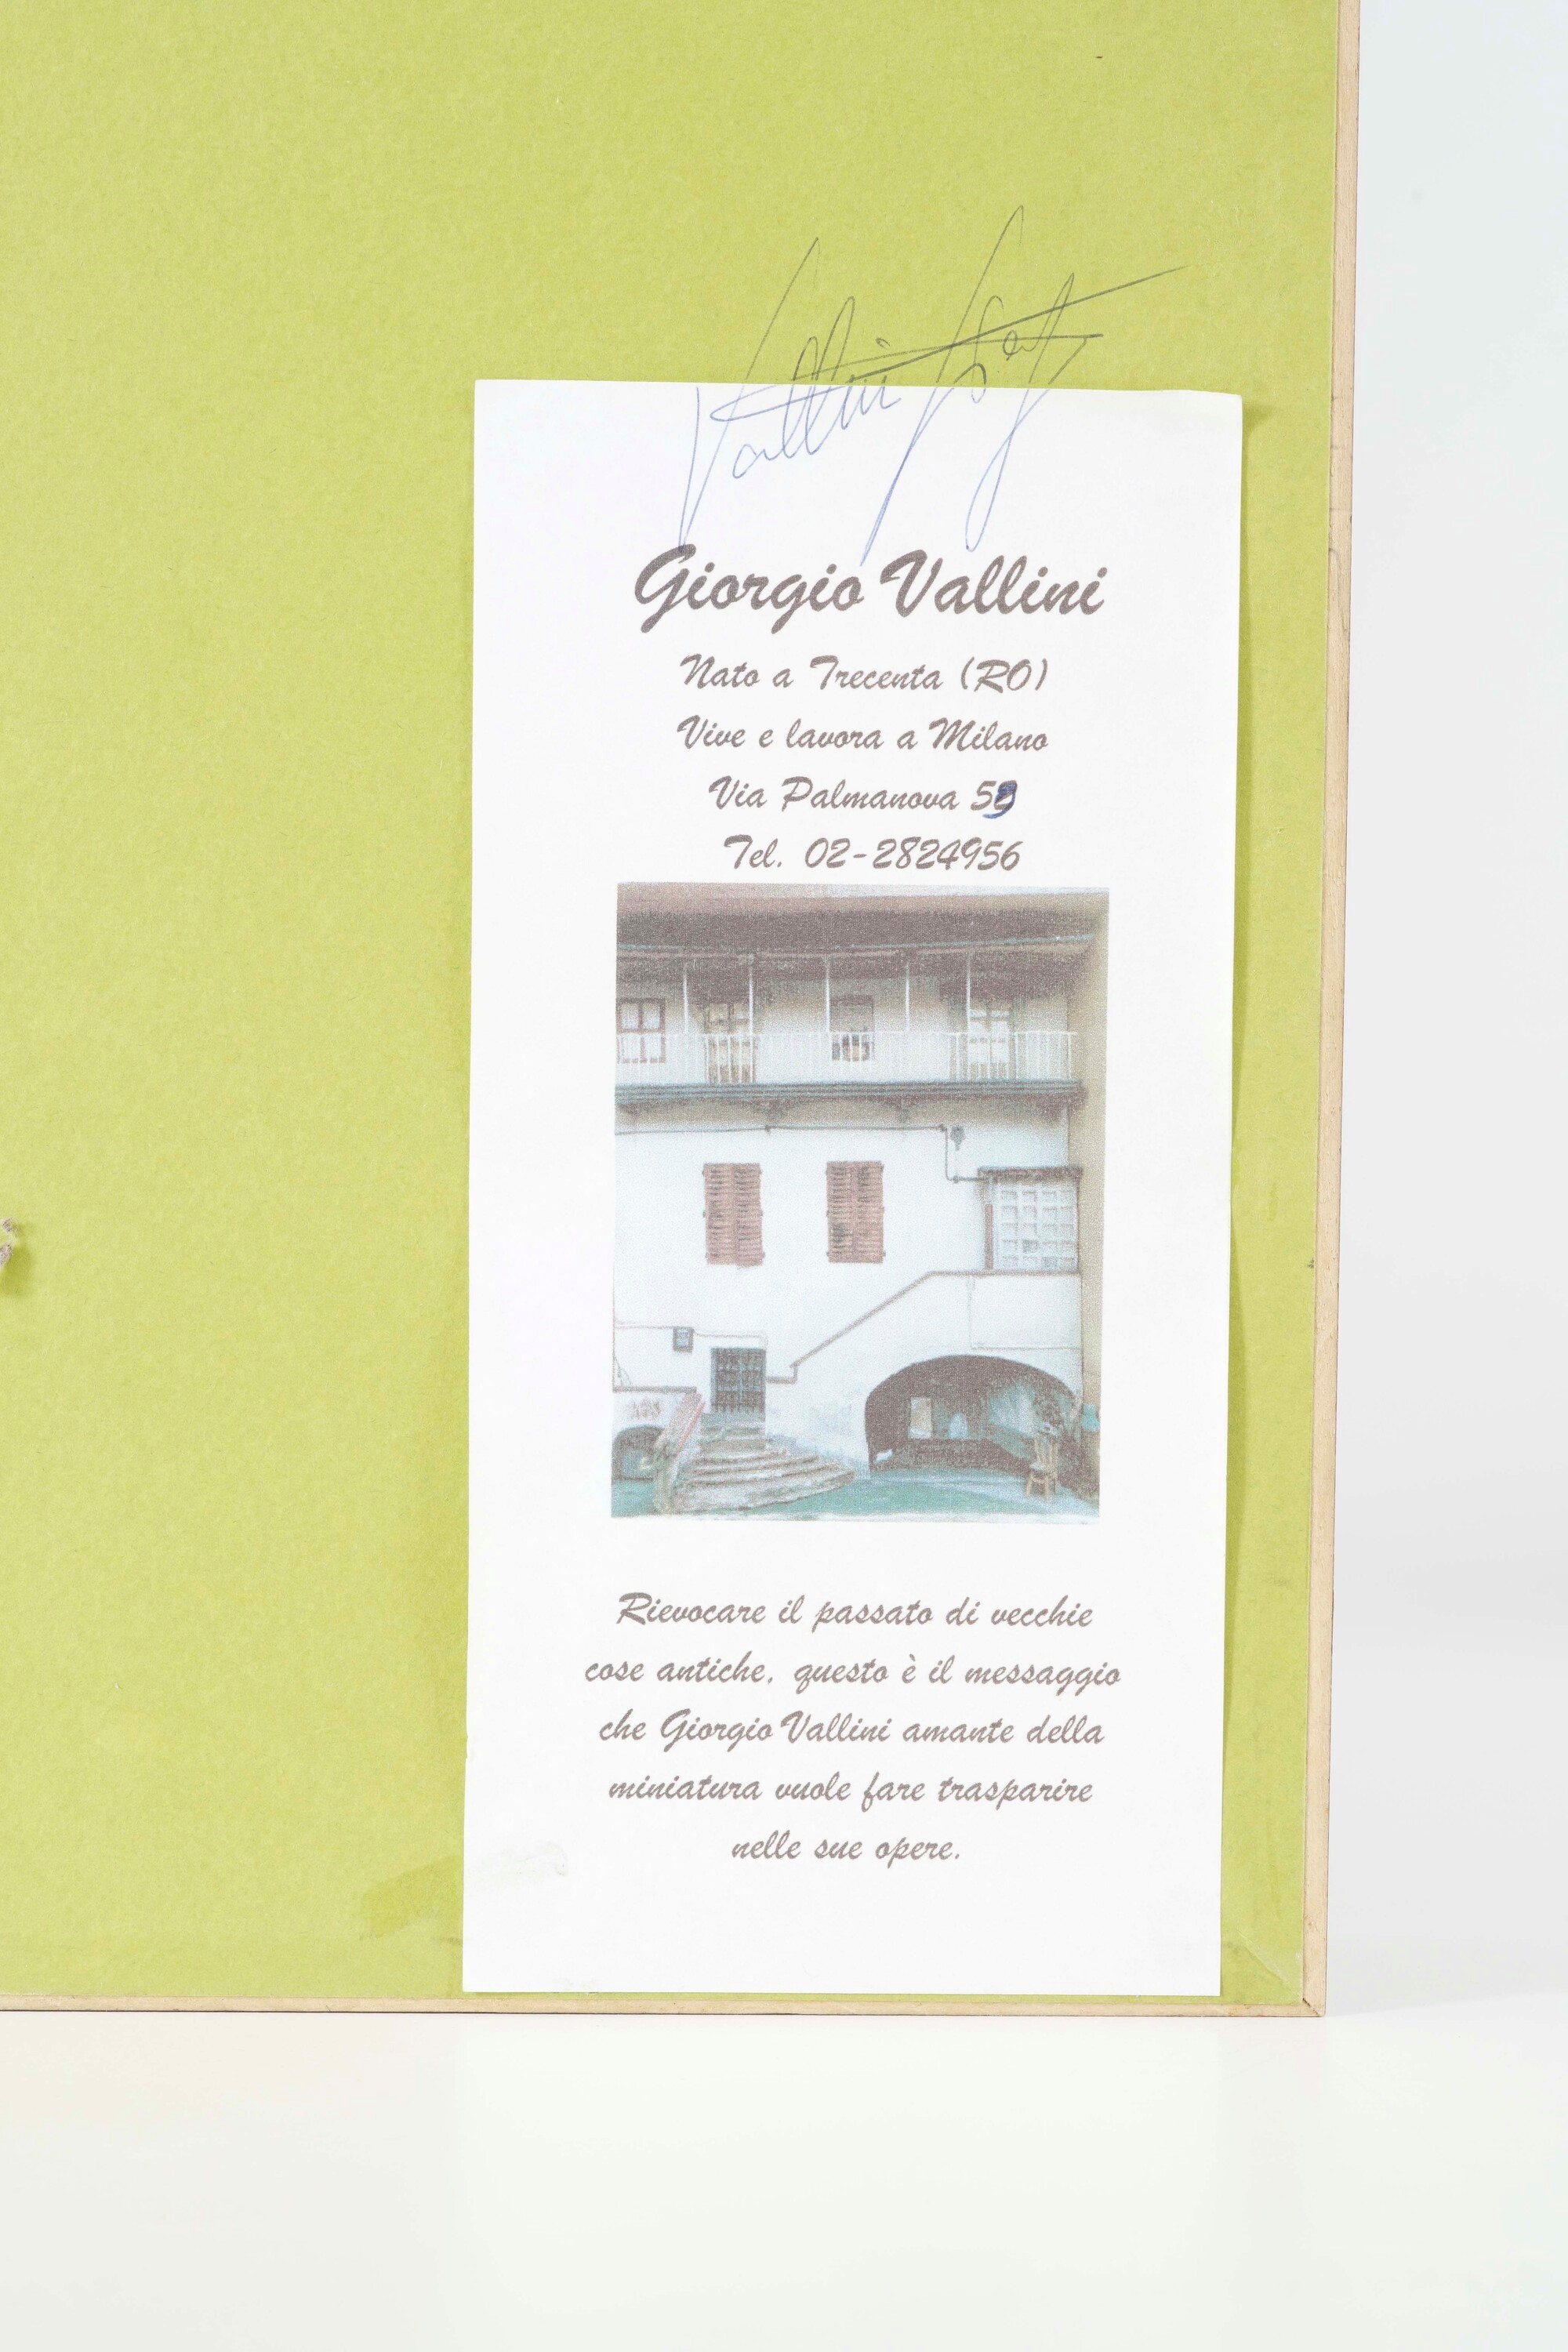 Vallini
Giorgio Vallini
Nato a Trecenta (RO)
Vive e lavora a Milano
Via Palmanova 59
Tel. 02-2824956
Rievocare il passato di vecchie
cose antiche, questo è il messaggio
che Giorgio Vallini amante della
miniatura vuole fare trasparire
nelle sue opere.